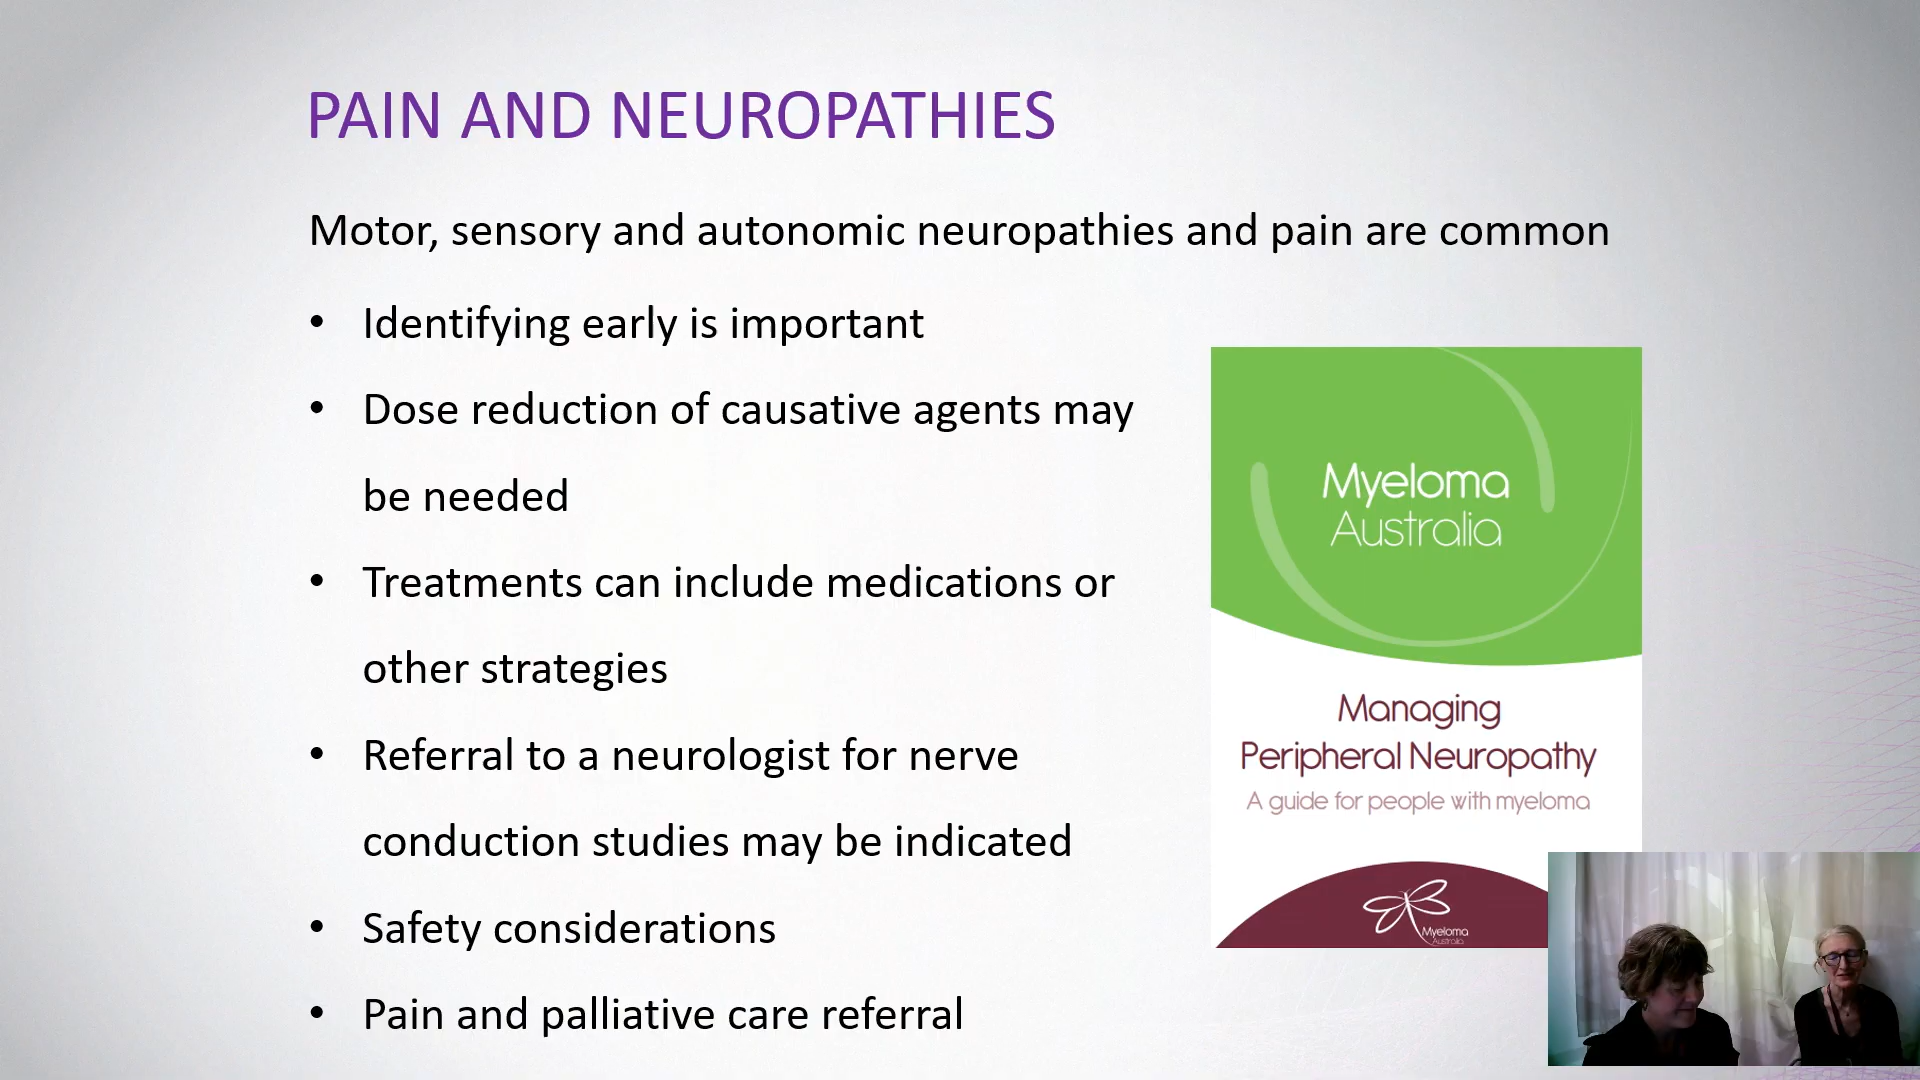 PAIN AND NEUROPATHIES
Motor, sensory and autonomic neuropathies and pain are common
• Identifying early is important
• Dose reduction of causative agents may
be needed
• Treatments can include medications or
other strategies
• Referral to a neurologist for nerve
conduction studies may be indicated
• Safety considerations
• Pain and palliative care referral
Myeloma
Australia
Managing
Peripheral Neuropathy
A guide for people with myeloma
Myeloma
Australia